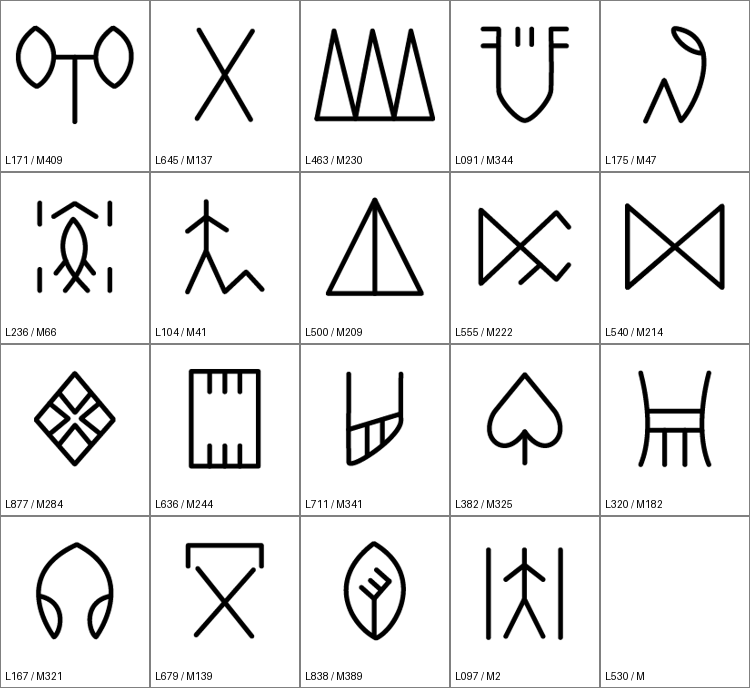 L171 / M409 L645 / M137 L463 / M230 L091 / M344 L175 / M47
L236 / M66 L104 / M41 L500 / M209 L555 / M222 L540 / M214
L877 / M284 L636 / M244 L711 / M341 L382 / M325 L320 / M182
L167 / M321 L679 / M139 L838 / M389 L097 / M2 L530 / M